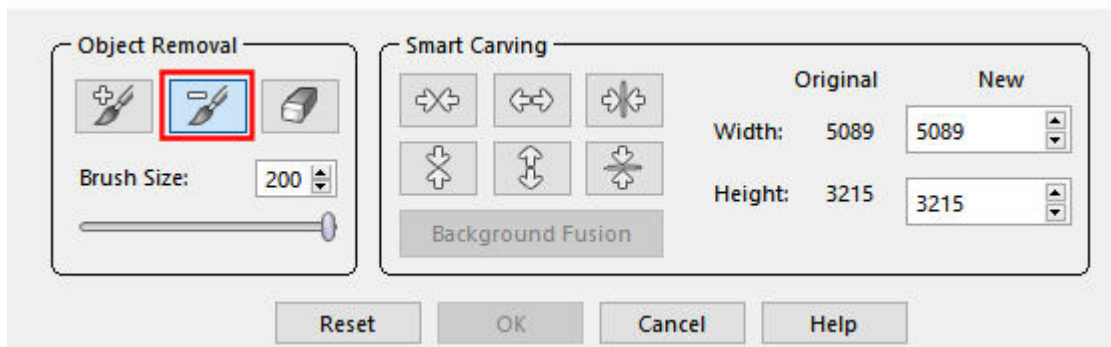 Object Removal
Brush Size: 200
Smart Carving
Original New
Width: 5089 5089
Height: 3215 3215
Background Fusion
Reset OK Cancel Help